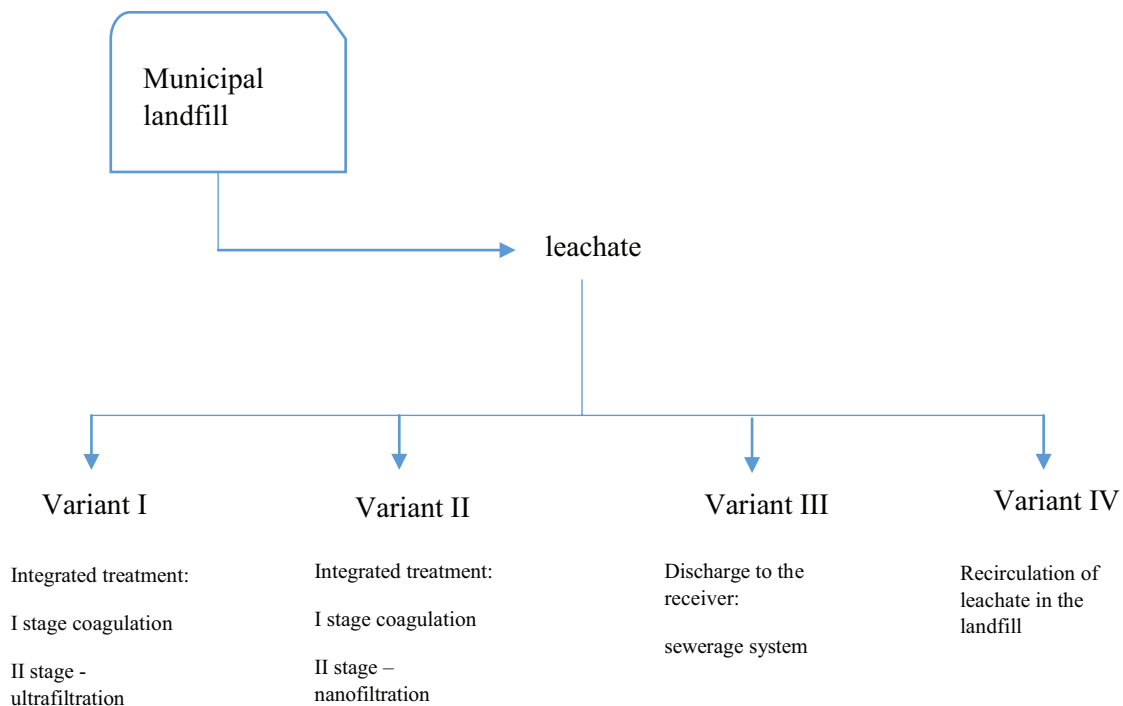 Municipal
landfill
leachate
Variant I
Integrated treatment:
I stage coagulation
II stage -
ultrafiltration
Variant II
Integrated treatment:
I stage coagulation
II stage –
nanofiltration
Variant III
Discharge to the
receiver:
sewerage system
Variant IV
Recirculation of
leachate in the
landfill